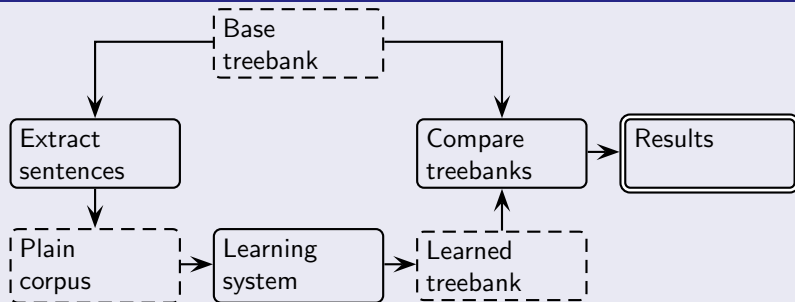 Base
treebank
Extract
sentences
Compare
treebanks
Results
Plain
corpus
Learning
system
Learned
treebank